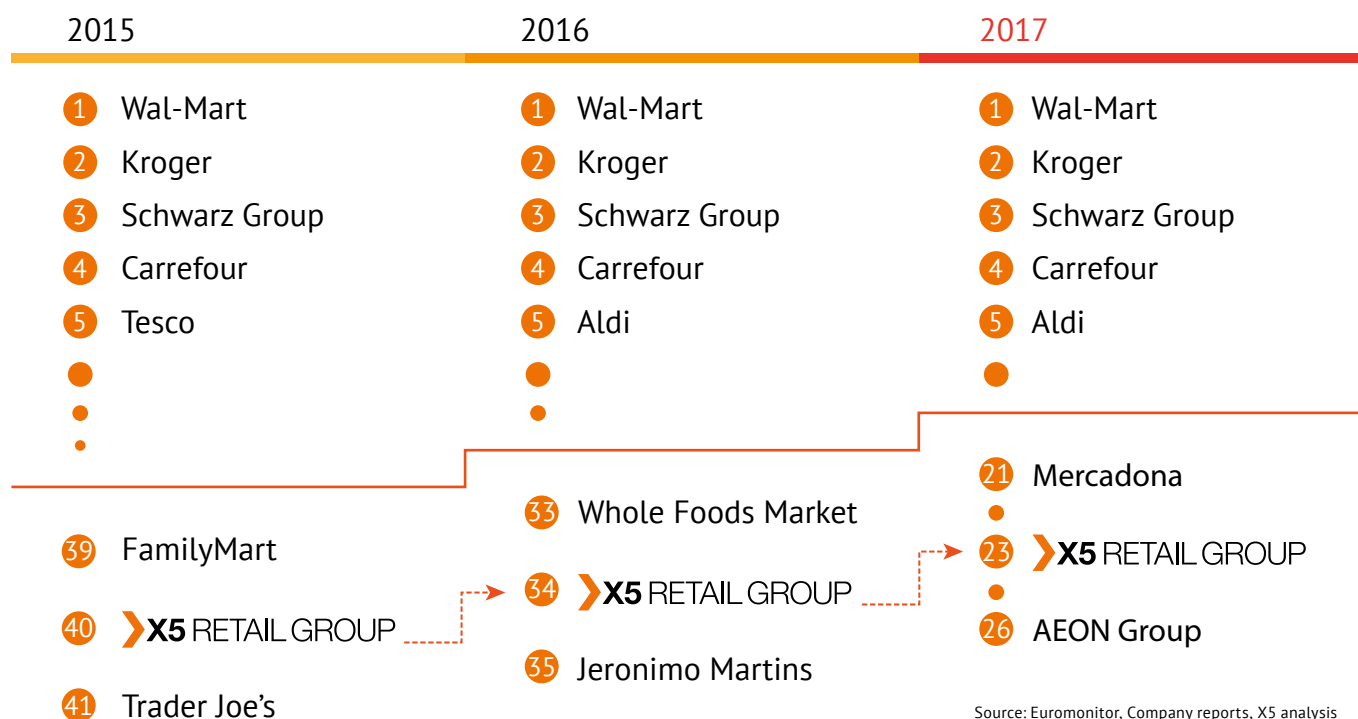 2015
1 Wal-Mart
2 Kroger
3 Schwarz Group
4 Carrefour
5 Tesco
39 FamilyMart
40 X5 RETAIL GROUP
41 Trader Joe's
2016
1 Wal-Mart
2 Kroger
3 Schwarz Group
4 Carrefour
5 Aldi
33 Whole Foods Market
34 X5 RETAIL GROUP
35 Jeronimo Martins
2017
1 Wal-Mart
2 Kroger
3 Schwarz Group
4 Carrefour
5 Aldi
21 Mercadona
23 X5 RETAIL GROUP
26 AEON Group
Source: Euromonitor, Company reports, X5 analysis